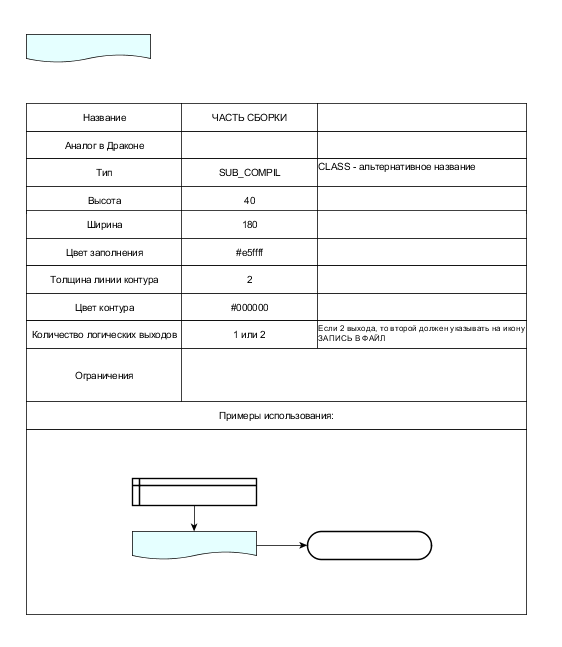 Название ЧАСТЬ СБОРКИ
Аналог в Драконе
Тип SUB_COMPIL CLASS - альтернативное название
Высота 40
Ширина 180
Цвет заполнения #e5ffff
Толщина линии контура 2
Цвет контура #000000
Количество логических выходов 1 или 2 Если 2 выхода, то второй должен указывать на икону
ЗАПИСЬ В ФАЙЛ
Ограничения
Примеры использования: